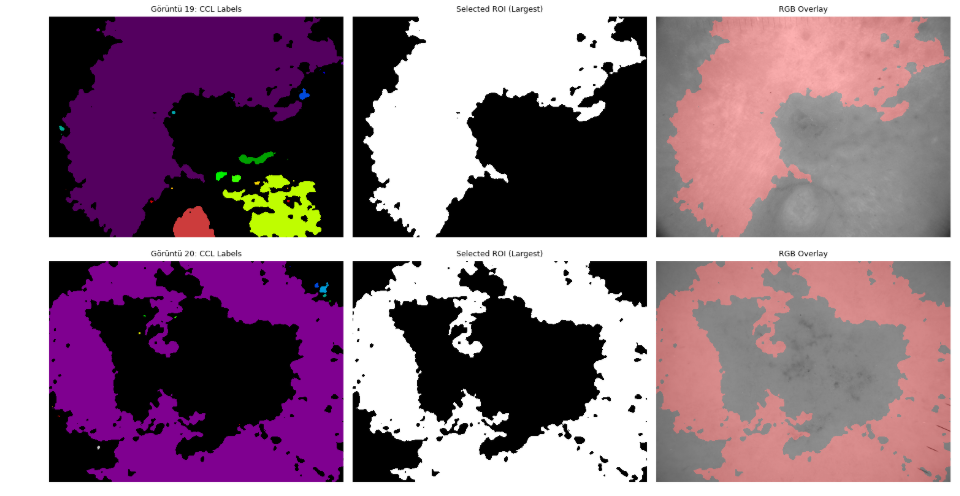 Görüntü 19: CCL Labels
Selected ROI (Largest)
RGB Overlay
Görüntü 20: CCL Labels
Selected ROI (Largest)
RGB Overlay